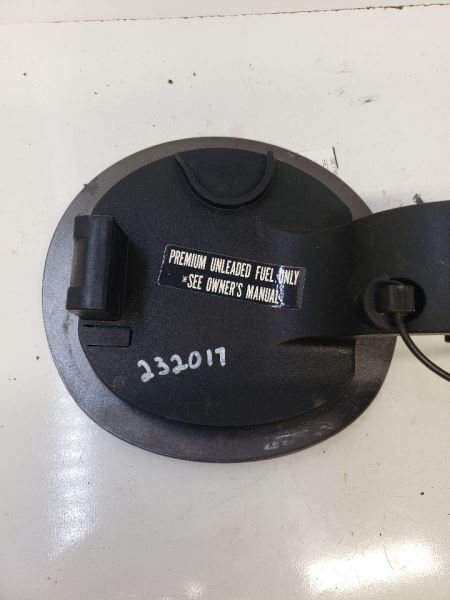 PREMIUM UNLEADED FUEL ONLY
*SEE OWNER'S MANUAL
232017